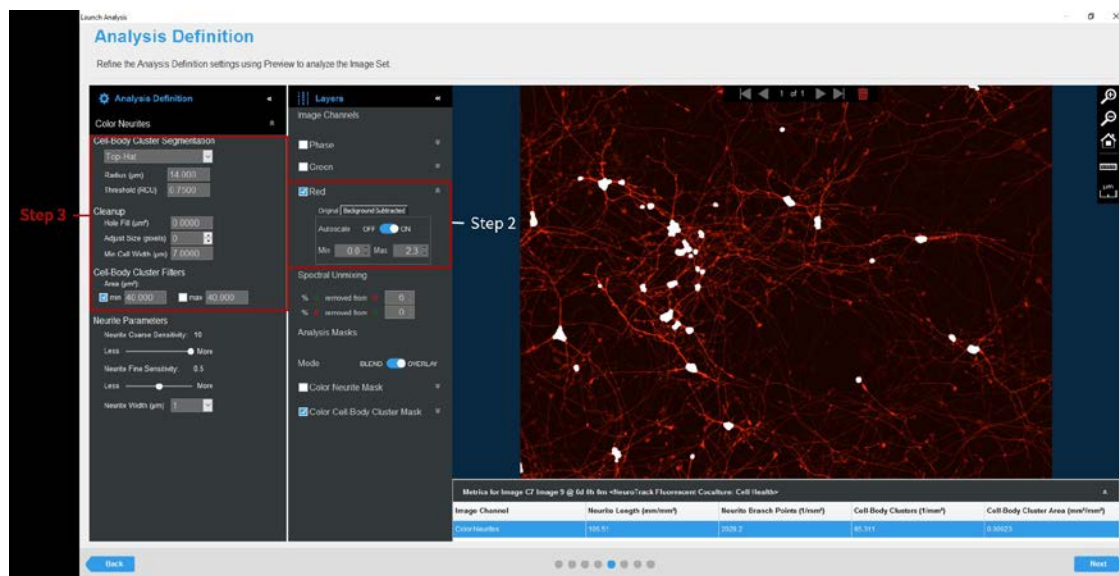 Launch Analysis
Analysis Definition
Refine the Analysis Definition settings using Preview to analyze the Image Set.
Analysis Definition
Color Neurites
Cell-Body Cluster Segmentation
Top-Hat
Radius (µm) 14.000
Threshold (RCU) 0.7500
Cleanup
Hole Fill (µm²) 0.0000
Adjust Size (pixels) 0
Min Cell Width (µm) 7.0000
Cell-Body Cluster Filters
Area (µm²):
min 40.000 max 40.000
Neurite Parameters
Neurite Coarse Sensitivity: 10
Less More
Neurite Fine Sensitivity: 0.5
Less More
Neurite Width (µm) 1
Step 3
Layers
Image Channels
Phase
Green
Red
Original Background Subtracted
Autoscale OFF ON
Min 0.0 Max 2.3
Step 2
Spectral Unmixing
% removed from 0
% removed from 0
Analysis Masks
Mode BLEND OVERLAY
Color Neurite Mask
Color Cell-Body Cluster Mask
1 of 1
µm
Metrics for Image C7 Image 9 @ 0d 0h 0m <NeuroTrack Fluorescent Coculture: Cell Health>
Image Channel Neurite Length (mm/mm²) Neurite Branch Points (1/mm²) Cell-Body Clusters (1/mm²) Cell-Body Cluster Area (mm²/mm²)
Color Neurites
Back
Next